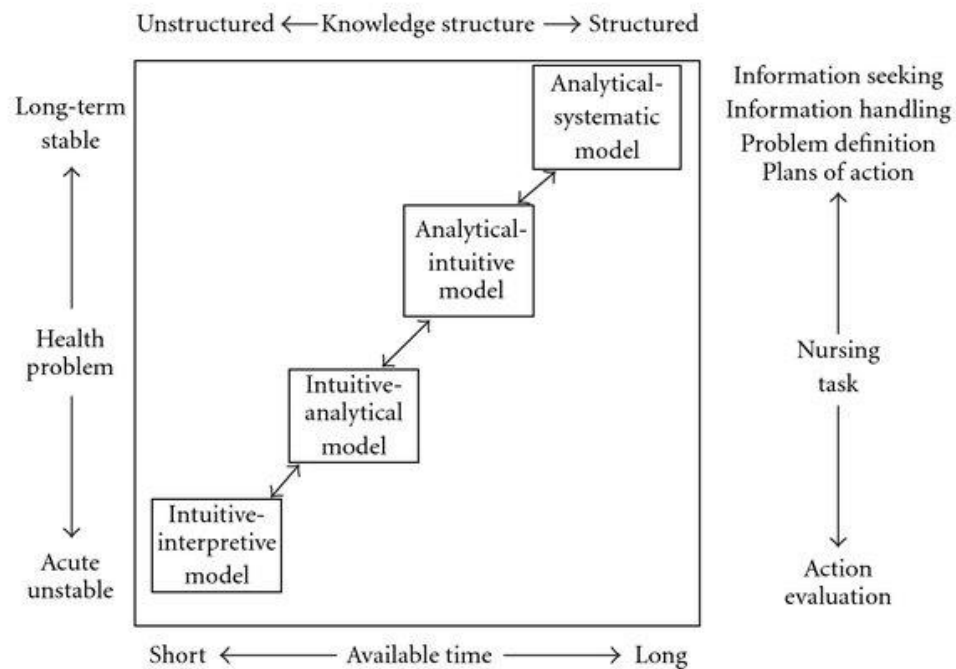 Unstructured ← Knowledge structure → Structured
Long-term
stable
Health
problem
Acute
unstable
Analytical-
systematic
model
Analytical-
intuitive
model
Intuitive-
analytical
model
Intuitive-
interpretive
model
Information seeking
Information handling
Problem definition
Plans of action
Nursing
task
Action
evaluation
Short ← Available time → Long